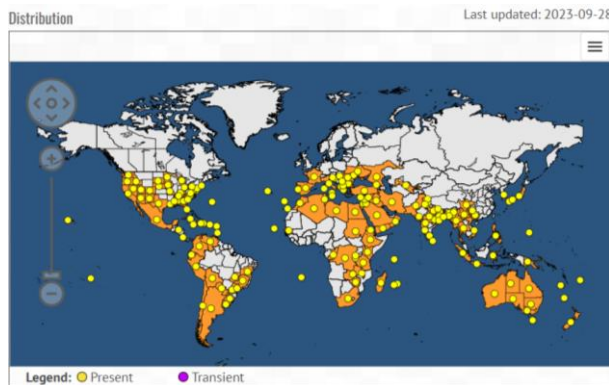 Distribution
Last updated: 2023-09-28
Legend: Present Transient